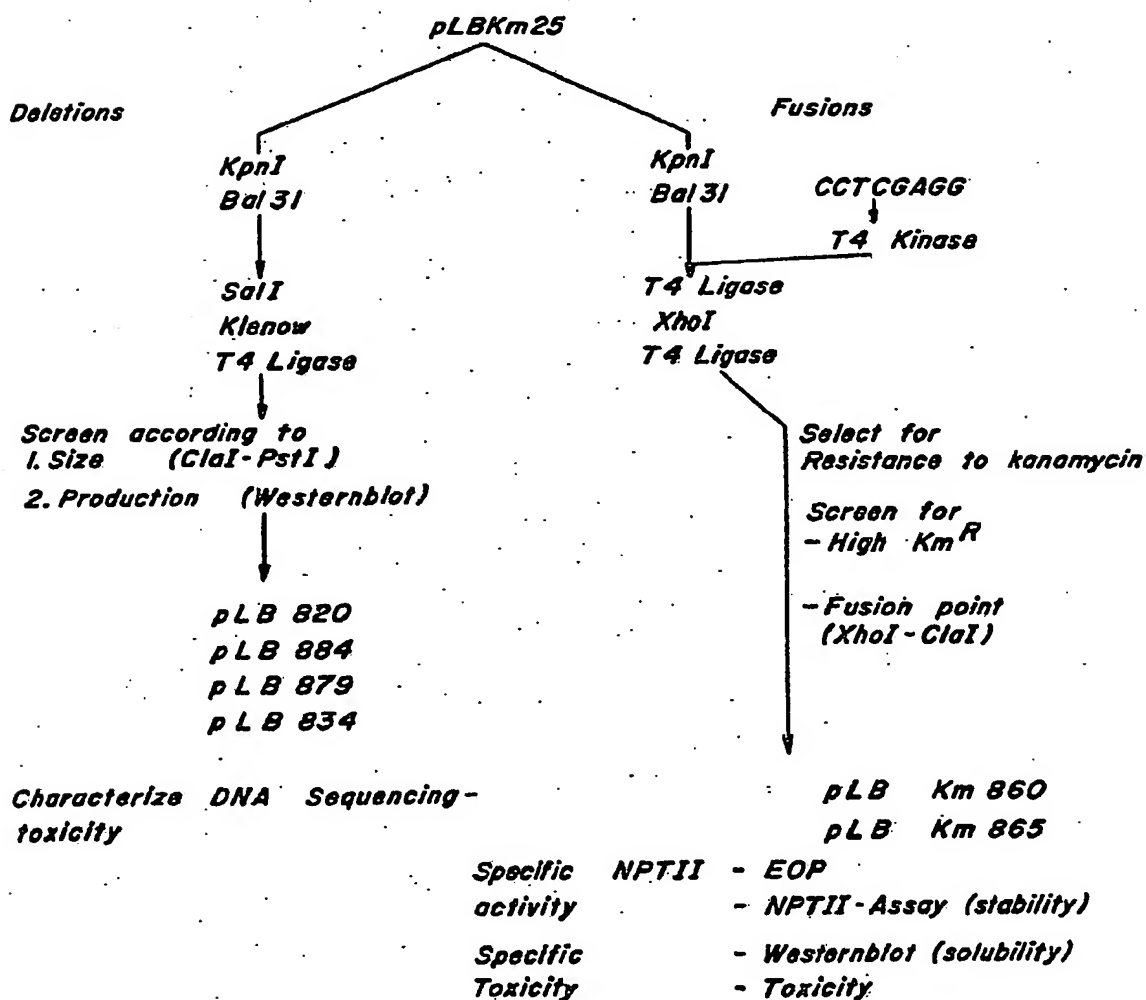 pLBKm25
Deletions
Fusions
KpnI
Bal31
KpnI
Bal31
CCTCGAGG
T4 Kinase
SalI
Klenow
T4 Ligase
T4 Ligase
XhoI
T4 Ligase
Screen according to
1. Size (ClaI-PstI)
2. Production (Westernblot)
Select for
Resistance to kanamycin
Screen for
- High Km^R
- Fusion point
(XhoI-ClaI)
pLB 820
pLB 884
pLB 879
pLB 834
Characterize DNA Sequencing-
toxicity
pLB Km 860
pLB Km 865
Specific NPTII - EOP
activity - NPTII-Assay (stability)
Specific - Westernblot (solubility)
Toxicity - Toxicity